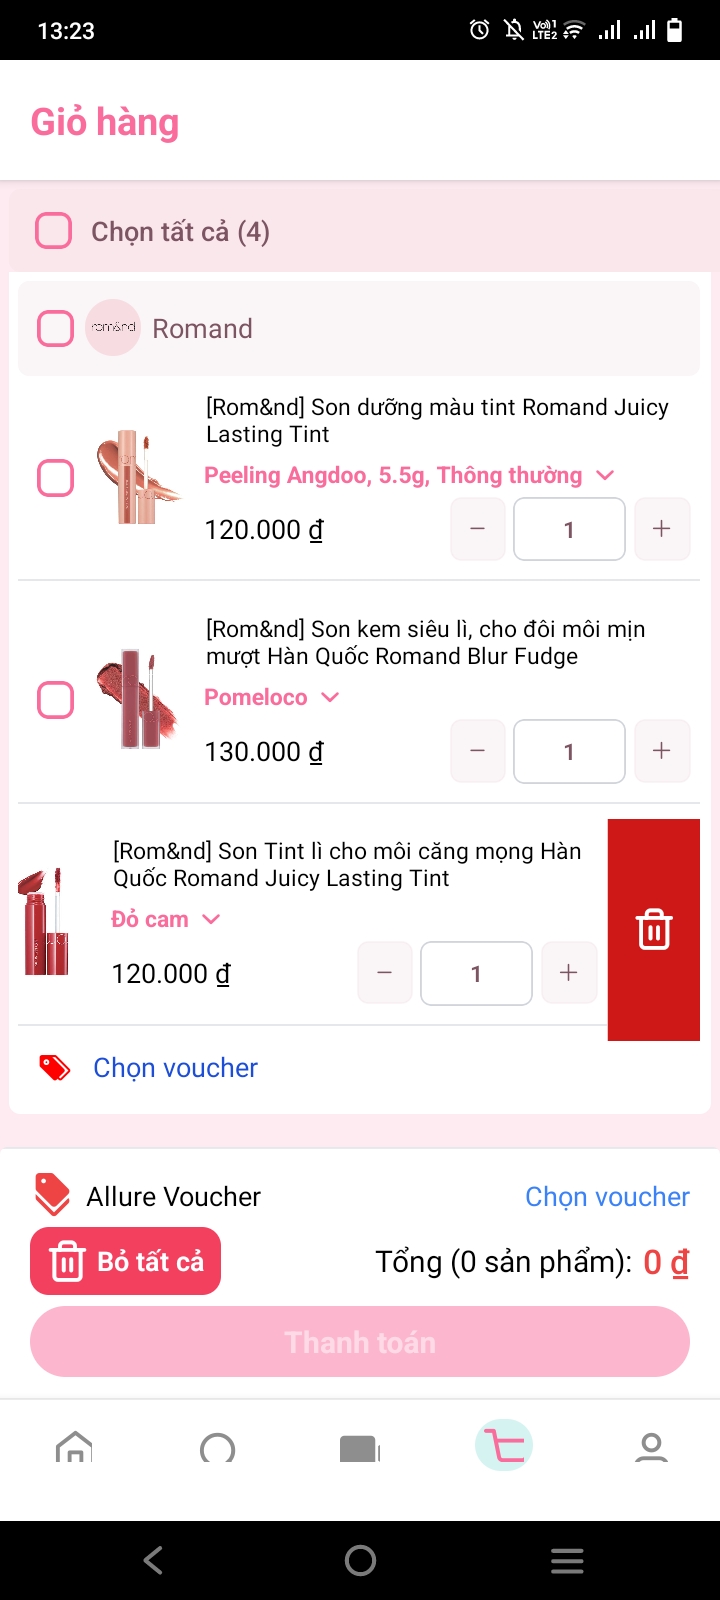 13:23
Vo) 1
LTE2
Giỏ hàng
Chọn tất cả (4)
rom&nd
Romand
[Rom&nd] Son dưỡng màu tint Romand Juicy
Lasting Tint
Peeling Angdoo, 5.5g, Thông thường
120.000 ₫
− 1 +
[Rom&nd] Son kem siêu lì, cho đôi môi mịn
mượt Hàn Quốc Romand Blur Fudge
Pomeloco
130.000 ₫
− 1 +
[Rom&nd] Son Tint lì cho môi căng mọng Hàn
Quốc Romand Juicy Lasting Tint
Đỏ cam
120.000 ₫
− 1 +
Chọn voucher
Allure Voucher
Chọn voucher
Bỏ tất cả
Tổng (0 sản phẩm): 0 ₫
Thanh toán